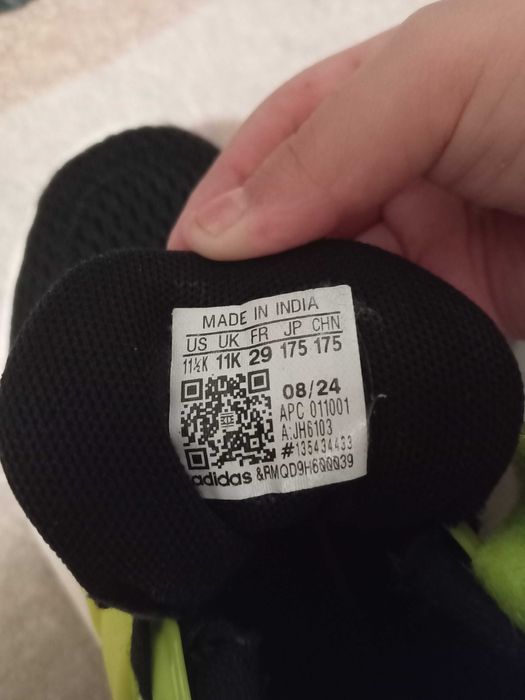 MADE IN INDIA
US UK FR JP CHN
11½K 11K 29 175 175
08/24
APC 011001
A:JH6103
#135434433
adidas &RMQD9H6QQQ39